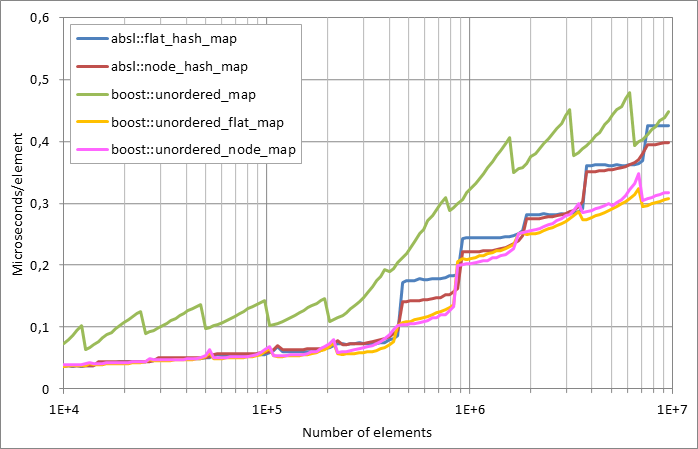 0,6
0,5
0,4
0,3
0,2
0,1
0
Microseconds/element
absl::flat_hash_map
absl::node_hash_map
boost::unordered_map
boost::unordered_flat_map
boost::unordered_node_map
1E+4 1E+5 1E+6 1E+7
Number of elements